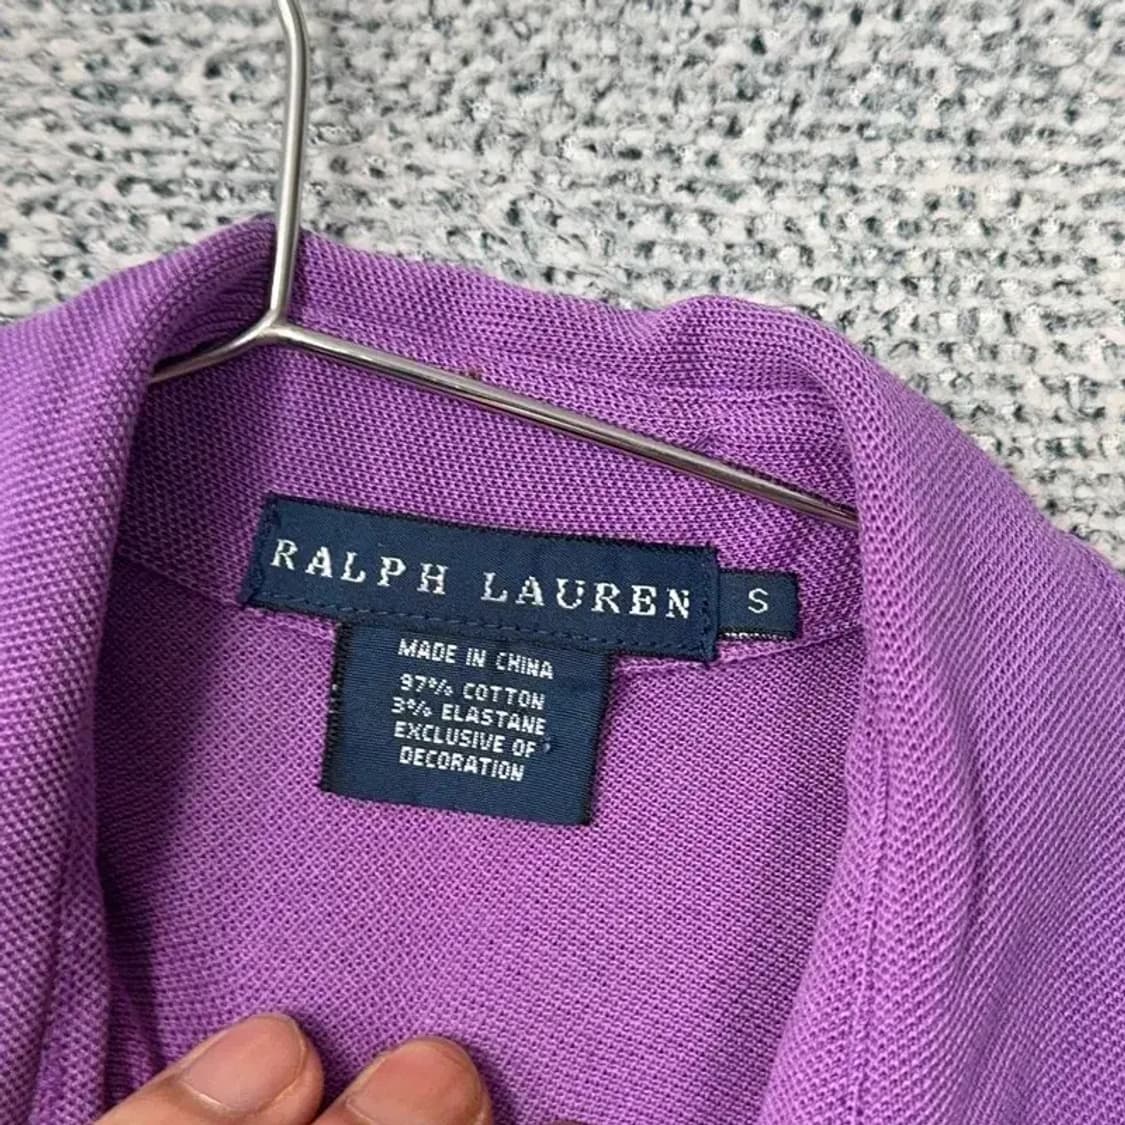 RALPH LAUREN
S
MADE IN CHINA
97% COTTON
3% ELASTANE
EXCLUSIVE OF
DECORATION